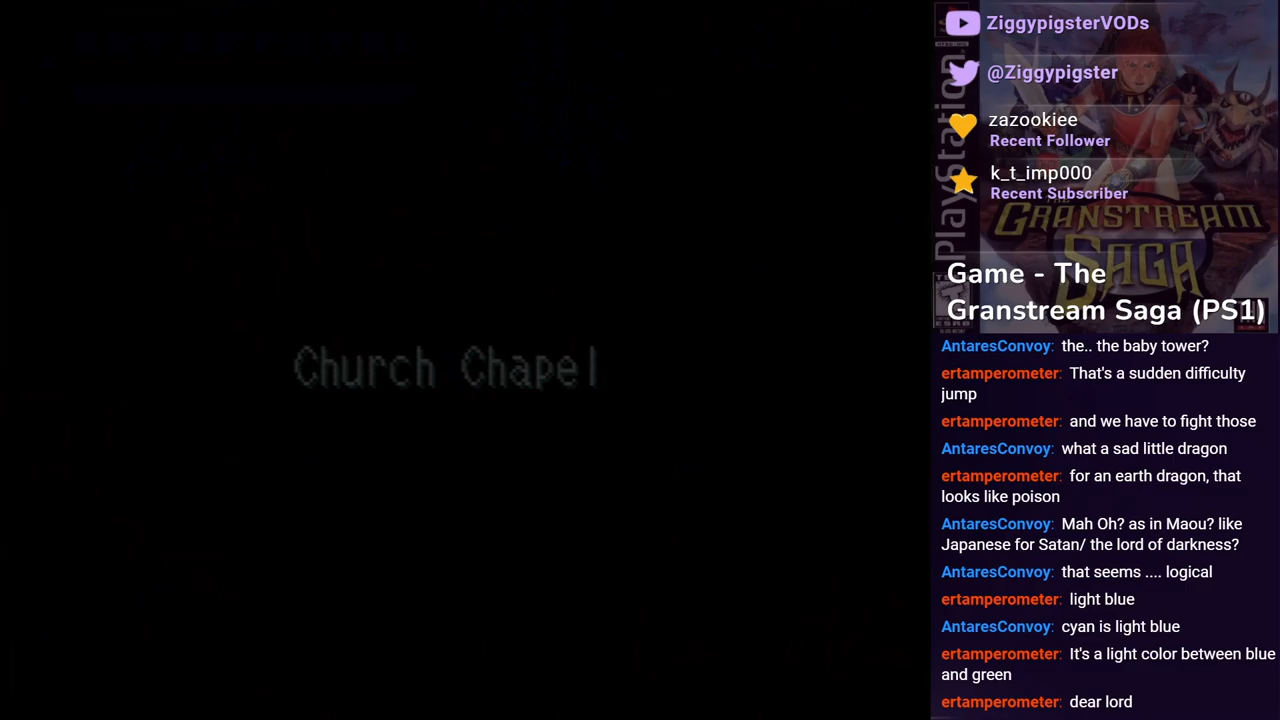 Church Chapel
ZiggypigsterVODs
@Ziggypigster
zazookiee
Recent Follower
k_t_imp000
Recent Subscriber
PlayStation
THE
GRANSTREAM
SAGA
Game - The
Granstream Saga (PS1)
AntaresConvoy: the.. the baby tower?
ertamperometer: That's a sudden difficulty
jump
ertamperometer: and we have to fight those
AntaresConvoy: what a sad little dragon
ertamperometer: for an earth dragon, that
looks like poison
AntaresConvoy: Mah Oh? as in Maou? like
Japanese for Satan/ the lord of darkness?
AntaresConvoy: that seems .... logical
ertamperometer: light blue
AntaresConvoy: cyan is light blue
ertamperometer: It's a light color between blue
and green
ertamperometer: dear lord